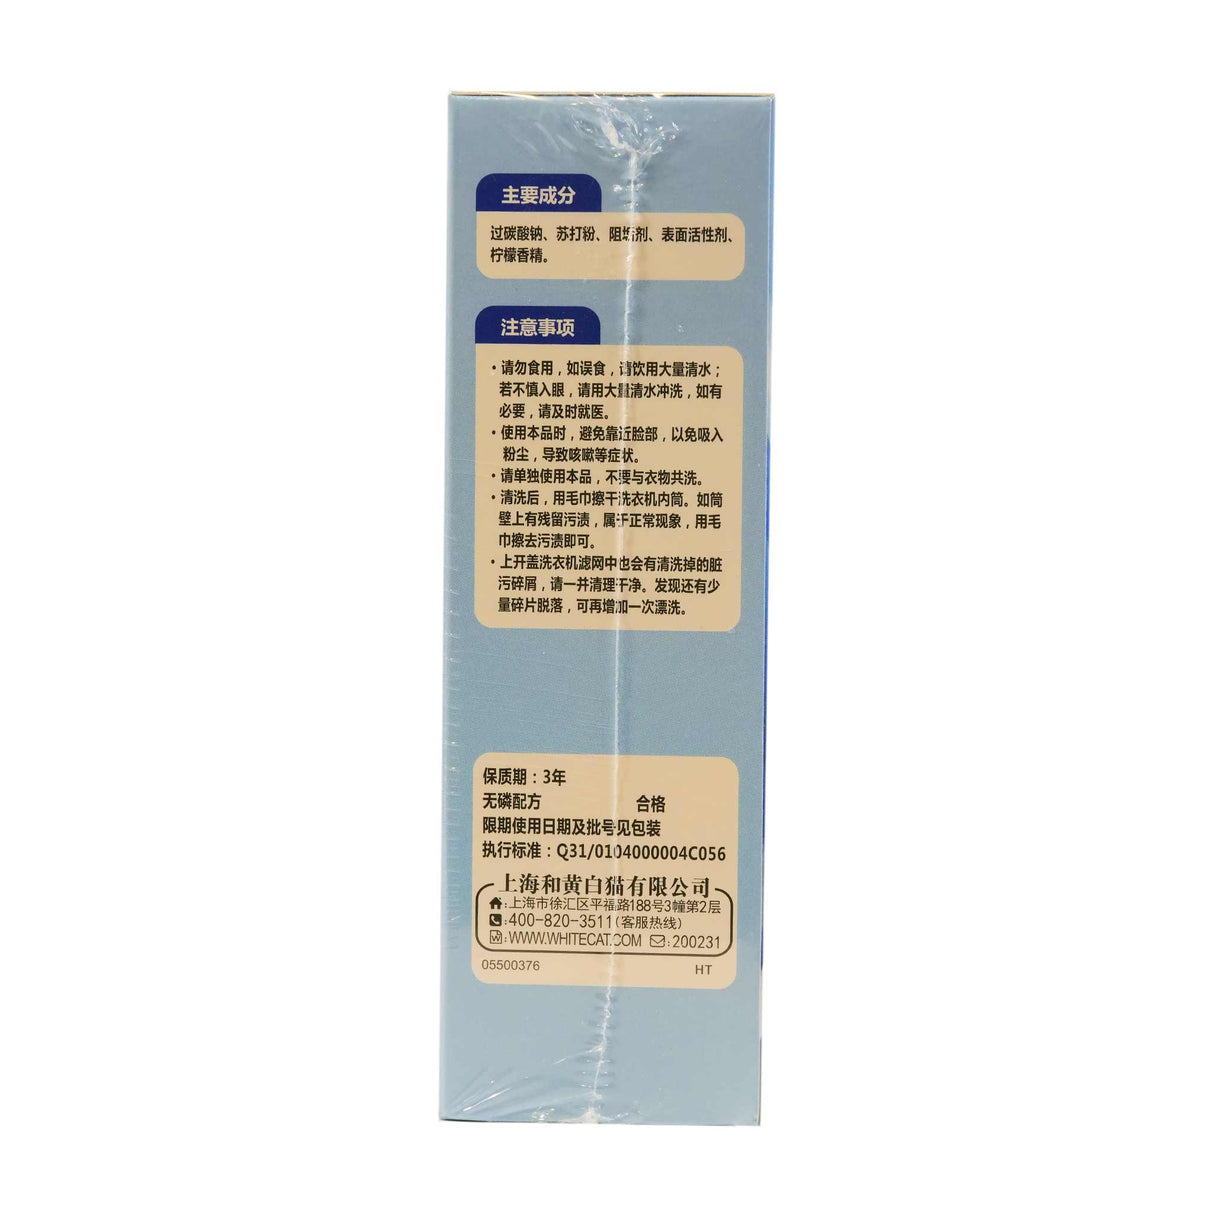 主要成分
过碳酸钠、苏打粉、阻垢剂、表面活性剂、
柠檬香精。
注意事项
·请勿食用，如误食，请饮用大量清水；
若不慎入眼，请用大量清水冲洗，如有
必要，请及时就医。
·使用本品时，避免靠近脸部，以免吸入
粉尘，导致咳嗽等症状。
·请单独使用本品，不要与衣物共洗。
·清洗后，用毛巾擦干洗衣机内筒。如筒
壁上有残留污渍，属于正常现象，用毛
巾擦去污渍即可。
·上开盖洗衣机滤网中也会有清洗掉的脏
污碎屑，请一并清理干净。发现还有少
量碎片脱落，可再增加一次漂洗。
保质期：3年
无磷配方 合格
限期使用日期及批号见包装
执行标准：Q31/0104000004C056
上海和黄白猫有限公司
:上海市徐汇区平福路188号3幢第2层
:400-820-3511(客服热线)
:WWW.WHITECAT.COM :200231
05500376 HT